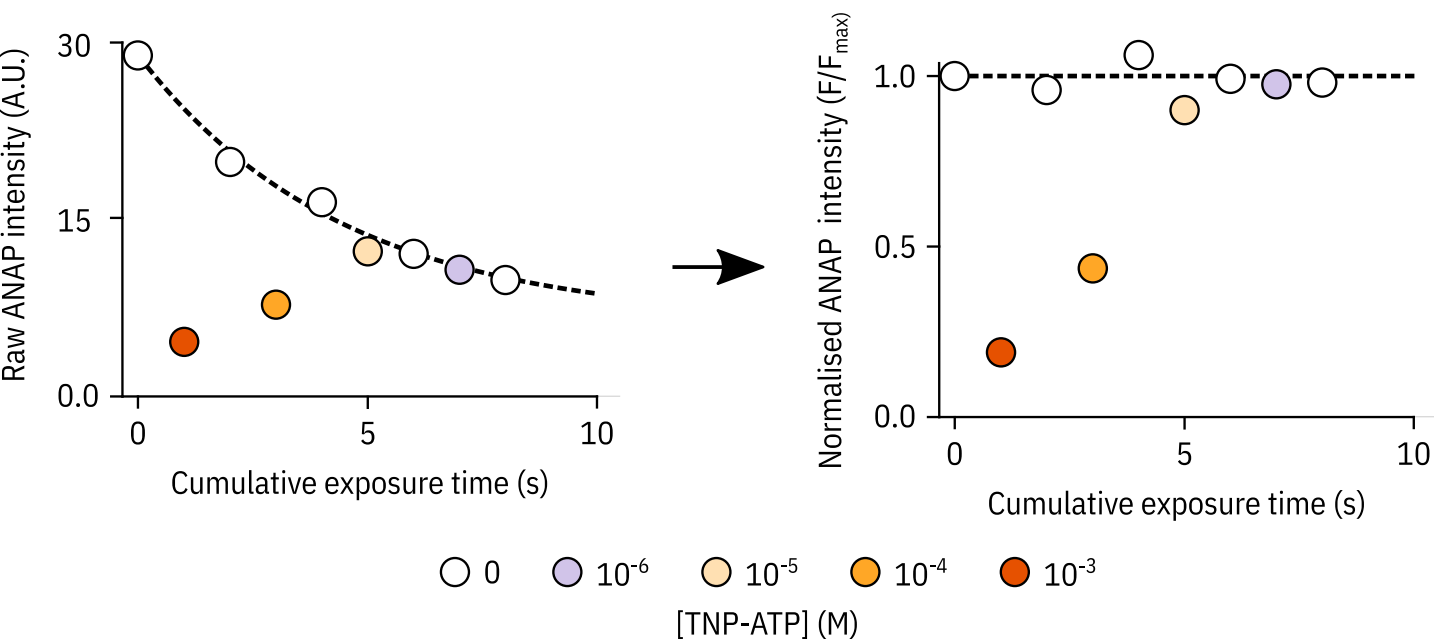 Raw ANAP intensity (A.U.)
30
15
0.0
0 5 10
Cumulative exposure time (s)
Normalised ANAP intensity (F/Fmax)
1.0
0.5
0.0
0 5 10
Cumulative exposure time (s)
0 10-6 10-5 10-4 10-3
[TNP-ATP] (M)